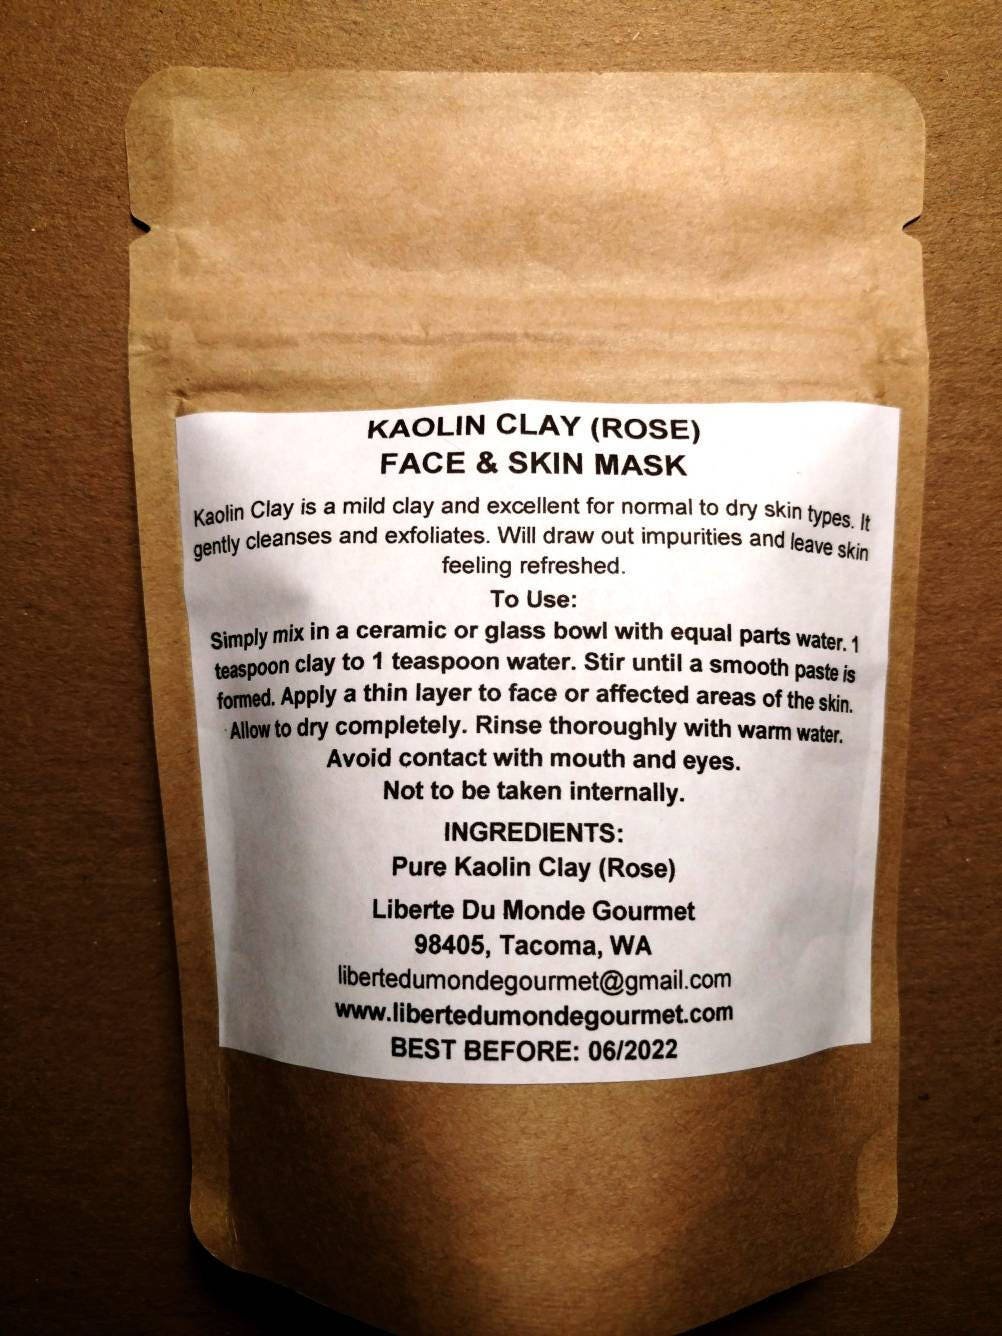 KAOLIN CLAY (ROSE)
FACE & SKIN MASK
Kaolin Clay is a mild clay and excellent for normal to dry skin types. It
gently cleanses and exfoliates. Will draw out impurities and leave skin
feeling refreshed.
To Use:
Simply mix in a ceramic or glass bowl with equal parts water. 1
teaspoon clay to 1 teaspoon water. Stir until a smooth paste is
formed. Apply a thin layer to face or affected areas of the skin.
Allow to dry completely. Rinse thoroughly with warm water.
Avoid contact with mouth and eyes.
Not to be taken internally.
INGREDIENTS:
Pure Kaolin Clay (Rose)
Liberte Du Monde Gourmet
98405, Tacoma, WA
libertedumondegourmet@gmail.com
www.libertedumondegourmet.com
BEST BEFORE: 06/2022